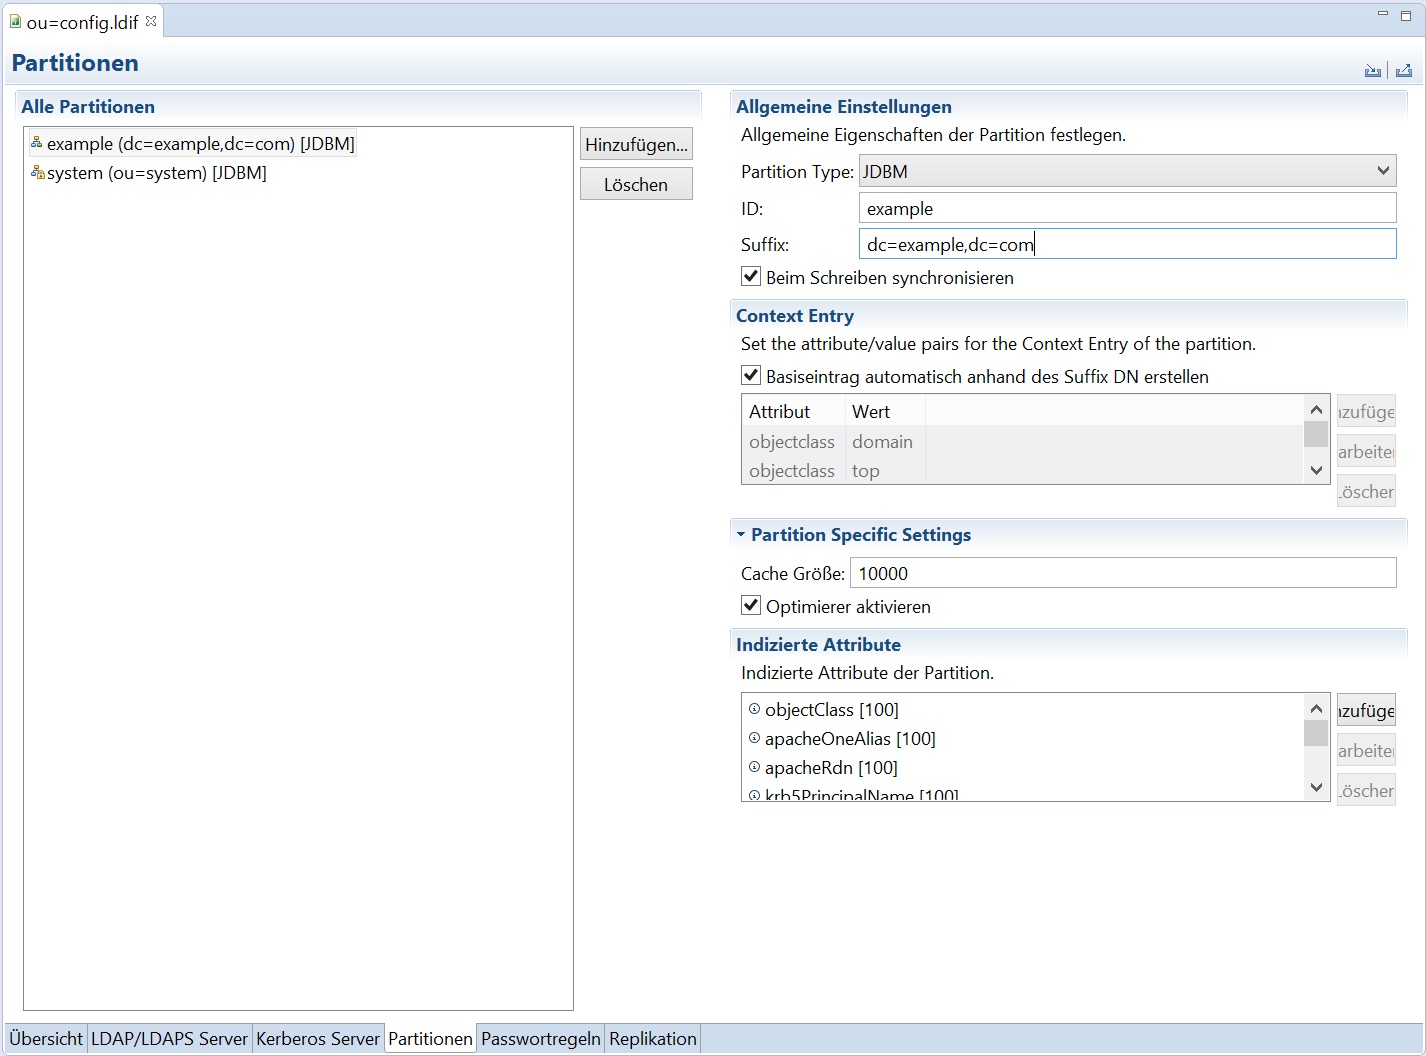 ou=config.ldif
Partitionen
Alle Partitionen
example (dc=example,dc=com) [JDBM]
system (ou=system) [JDBM]
Hinzufügen...
Löschen
Allgemeine Einstellungen
Allgemeine Eigenschaften der Partition festlegen.
Partition Type: JDBM
ID: example
Suffix: dc=example,dc=com
Beim Schreiben synchronisieren
Context Entry
Set the attribute/value pairs for the Context Entry of the partition.
Basiseintrag automatisch anhand des Suffix DN erstellen
Attribut Wert
objectclass domain
objectclass top
nzufüge
arbeite
Löscher
Partition Specific Settings
Cache Größe: 10000
Optimierer aktivieren
Indizierte Attribute
Indizierte Attribute der Partition.
objectClass [100]
apacheOneAlias [100]
apacheRdn [100]
krb5PrincipalName [100]
nzufüge
arbeite
Löscher
Übersicht LDAP/LDAPS Server Kerberos Server Partitionen Passwortregeln Replikation